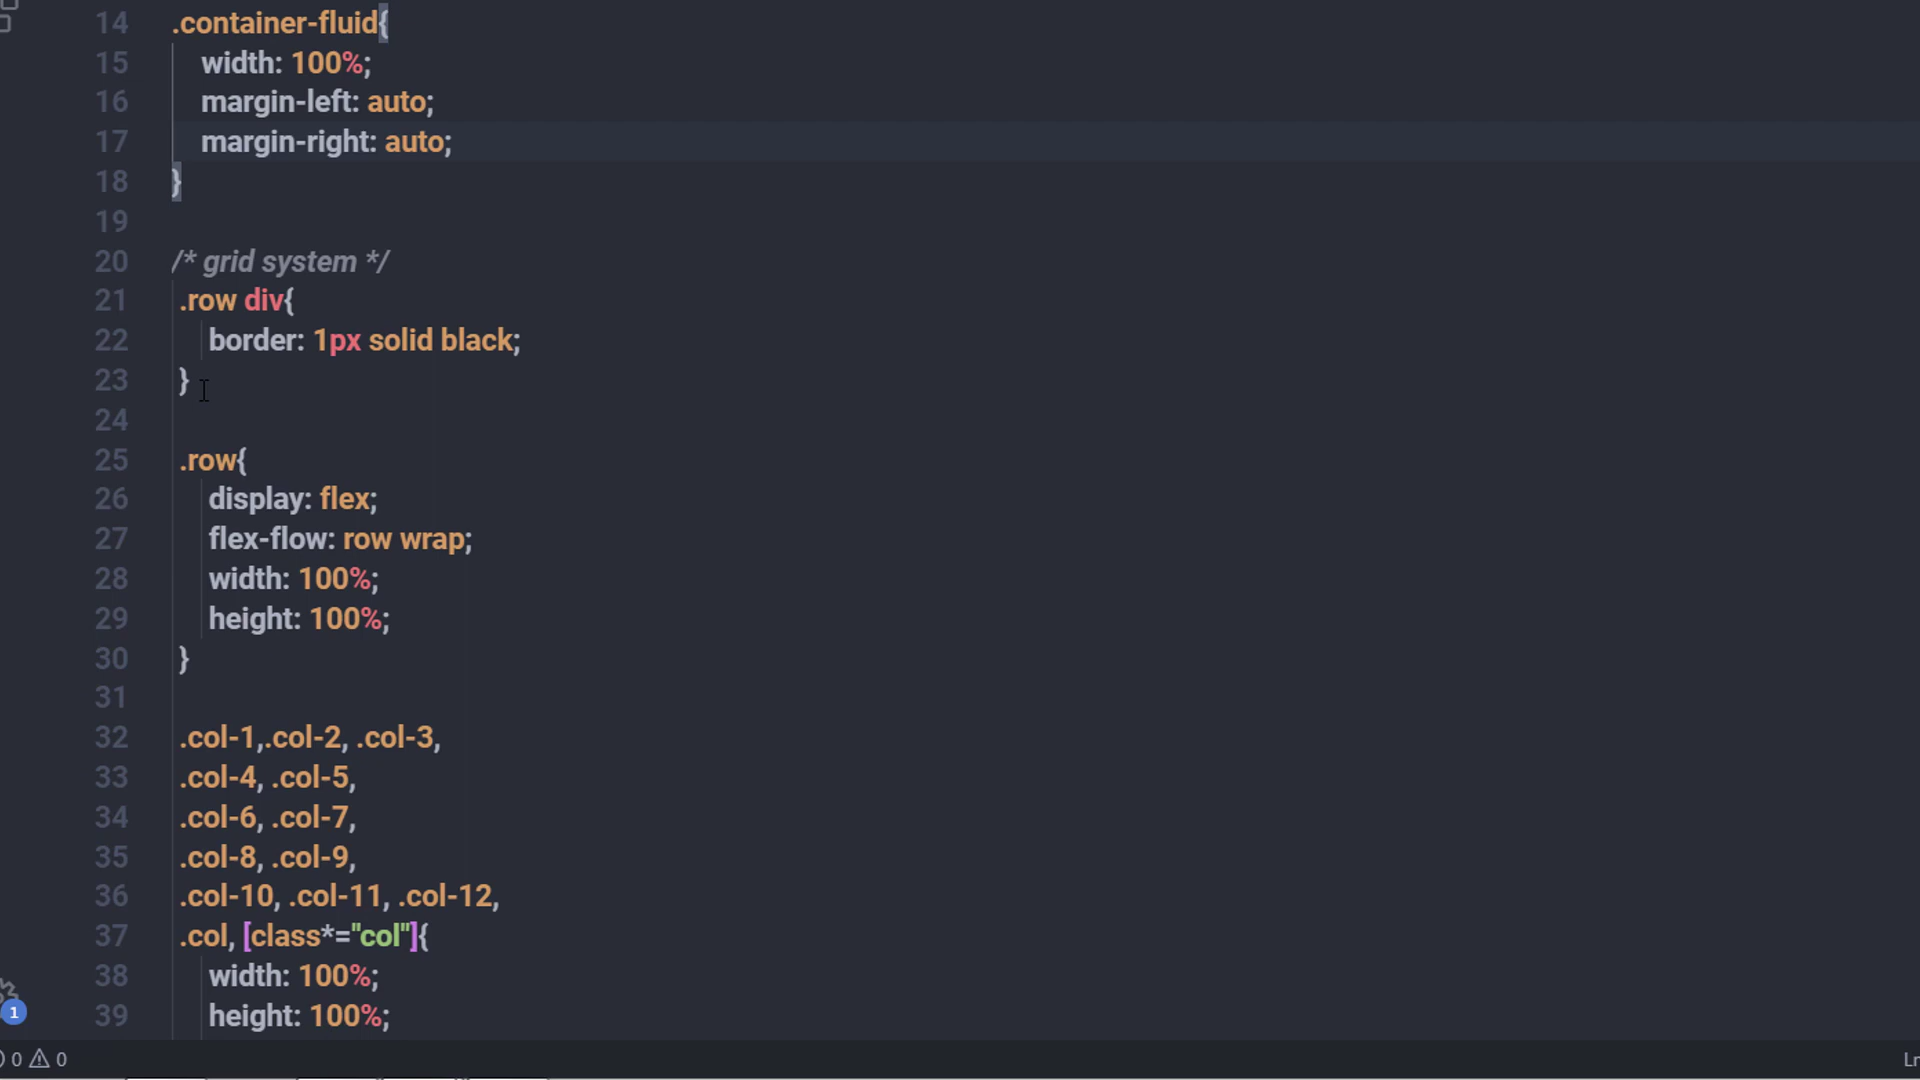 14 .container-fluid{
15 width: 100%;
16 margin-left: auto;
17 margin-right: auto;
18 }
19
20 /* grid system */
21 .row div{
22 border: 1px solid black;
23 }
24
25 .row{
26 display: flex;
27 flex-flow: row wrap;
28 width: 100%;
29 height: 100%;
30 }
31
32 .col-1,.col-2, .col-3,
33 .col-4, .col-5,
34 .col-6, .col-7,
35 .col-8, .col-9,
36 .col-10, .col-11, .col-12,
37 .col, [class*="col"]{
38 width: 100%;
39 height: 100%;
1
0 0 Ln